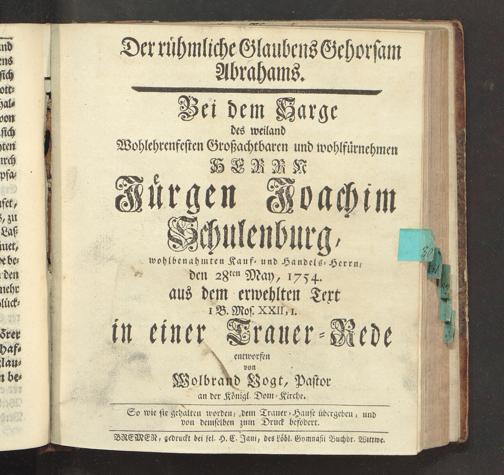 Der rühmliche Glaubens Gehorsam
Abrahams.
Bei dem Sarge
des weiland
Wohlehrenfesten Großachtbaren und wohlfürnehmen
HERRN
Jürgen Joachim
Schulenburg,
wohlbenahmten Kauf- und Handels-Herrn,
den 28ten May, 1754.
aus dem erwehlten Text
1 B. Mos. XXII, 1.
in einer Trauer-Rede
entworfen
von
Wolbrand Vogt, Pastor
an der Königl. Dom-Kirche.
So wie sie gehalten worden, dem Trauer-Hause übergeben, und
von demselben zum Druck befodert.
BREMEN, gedruckt bei sel. H. C. Jani, des Löbl. Gymnasii Buchdr. Wittwe.